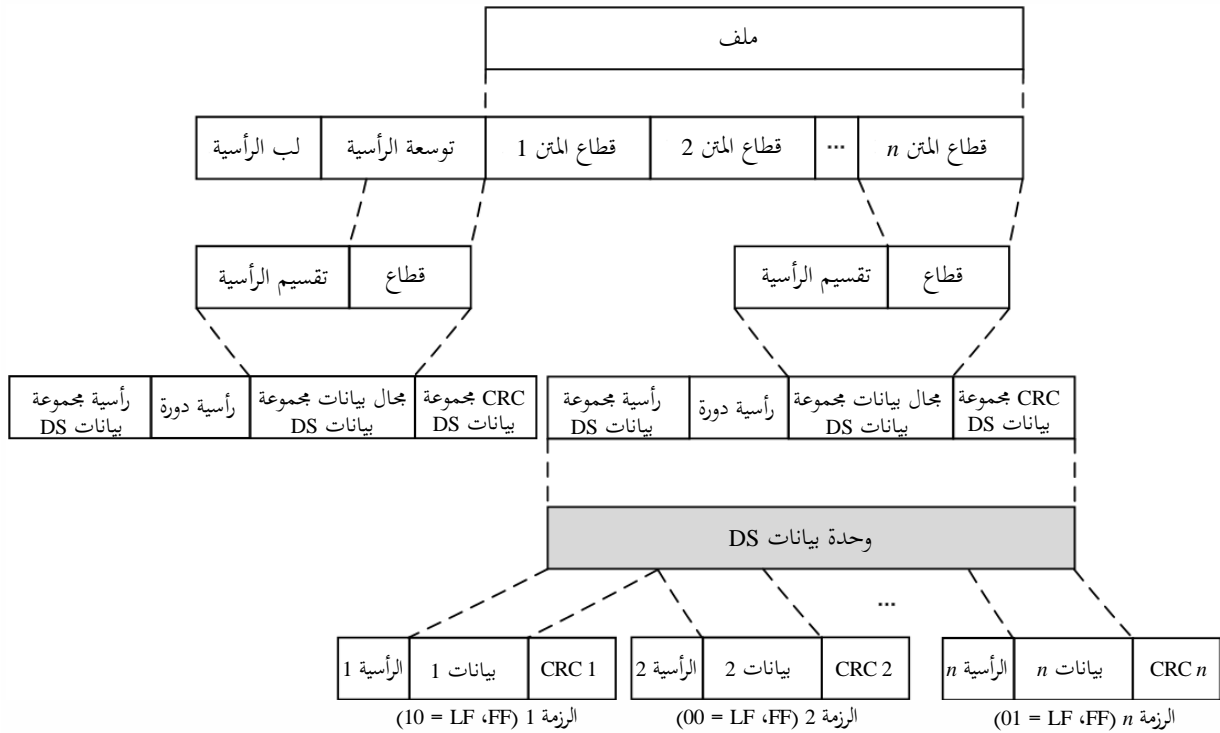 ملف
لب الرأسية
توسعة الرأسية
قطاع المتن 1
قطاع المتن 2
...
قطاع المتن n
تقسيم الرأسية
قطاع
تقسيم الرأسية
قطاع
رأسية مجموعة
بيانات DS
رأسية دورة
مجال بيانات مجموعة
بيانات DS
CRC مجموعة
بيانات DS
رأسية مجموعة
بيانات DS
رأسية دورة
مجال بيانات مجموعة
بيانات DS
CRC مجموعة
بيانات DS
وحدة بيانات DS
...
الرأسية 1
بيانات 1
CRC 1
الرأسية 2
بيانات 2
CRC 2
الرأسية n
بيانات n
CRC n
الرزمة 1 (FF، LF = 10)
الرزمة 2 (FF، LF = 00)
الرزمة n (FF، LF = 01)